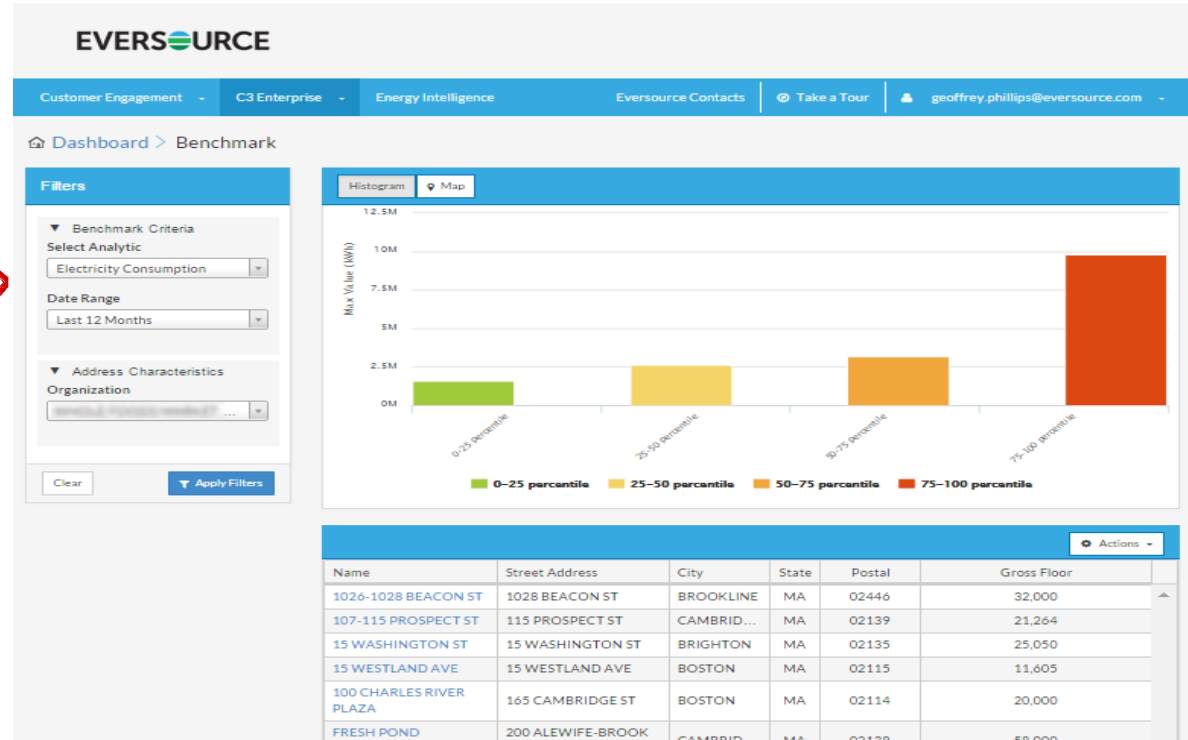 EVERSOURCE
Customer Engagement C3 Enterprise Energy Intelligence Eversource Contacts Take a Tour geoffrey.phillips@eversource.com
Dashboard > Benchmark
Filters
Benchmark Criteria
Select Analytic
Electricity Consumption
Date Range
Last 12 Months
Address Characteristics
Organization
...
Clear Apply Filters
Histogram Map
12.5M
10M
7.5M
5M
2.5M
0M
Max Value (kWh)
0-25 percentile 25-50 percentile 50-75 percentile 75-100 percentile
0-25 percentile 25-50 percentile 50-75 percentile 75-100 percentile
Actions
Name Street Address City State Postal Gross Floor
1026-1028 BEACON ST 1028 BEACON ST BROOKLINE MA 02446 32,000
107-115 PROSPECT ST 115 PROSPECT ST CAMBRID... MA 02139 21,264
15 WASHINGTON ST 15 WASHINGTON ST BRIGHTON MA 02135 25,050
15 WESTLAND AVE 15 WESTLAND AVE BOSTON MA 02115 11,605
100 CHARLES RIVER
PLAZA 165 CAMBRIDGE ST BOSTON MA 02114 20,000
FRESH POND 200 ALEWIFE-BROOK